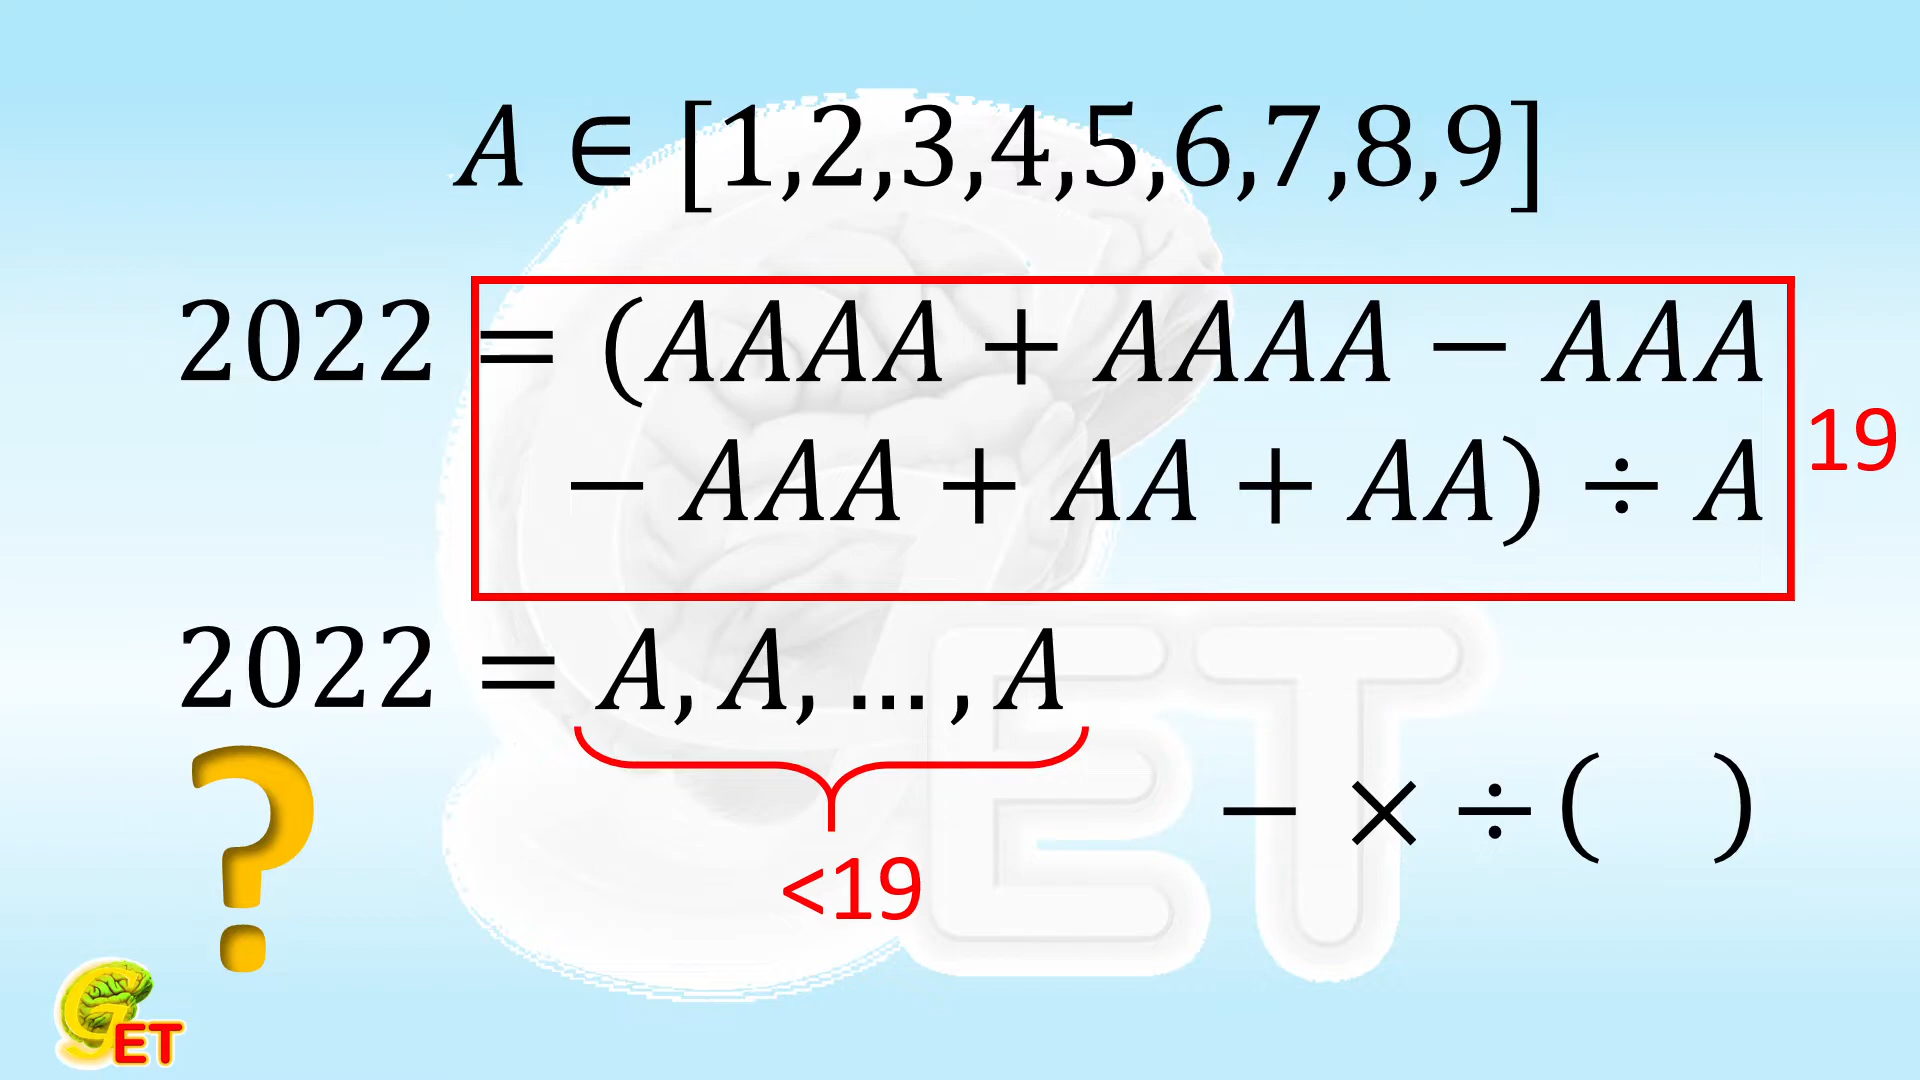 A ∈ [1,2,3,4,5,6,7,8,9]
2022 = (AAAA + AAAA − AAA
− AAA + AA + AA) ÷ A
19
2022 = A, A, … , A
<19
− × ÷ ( )
?
GET
ET